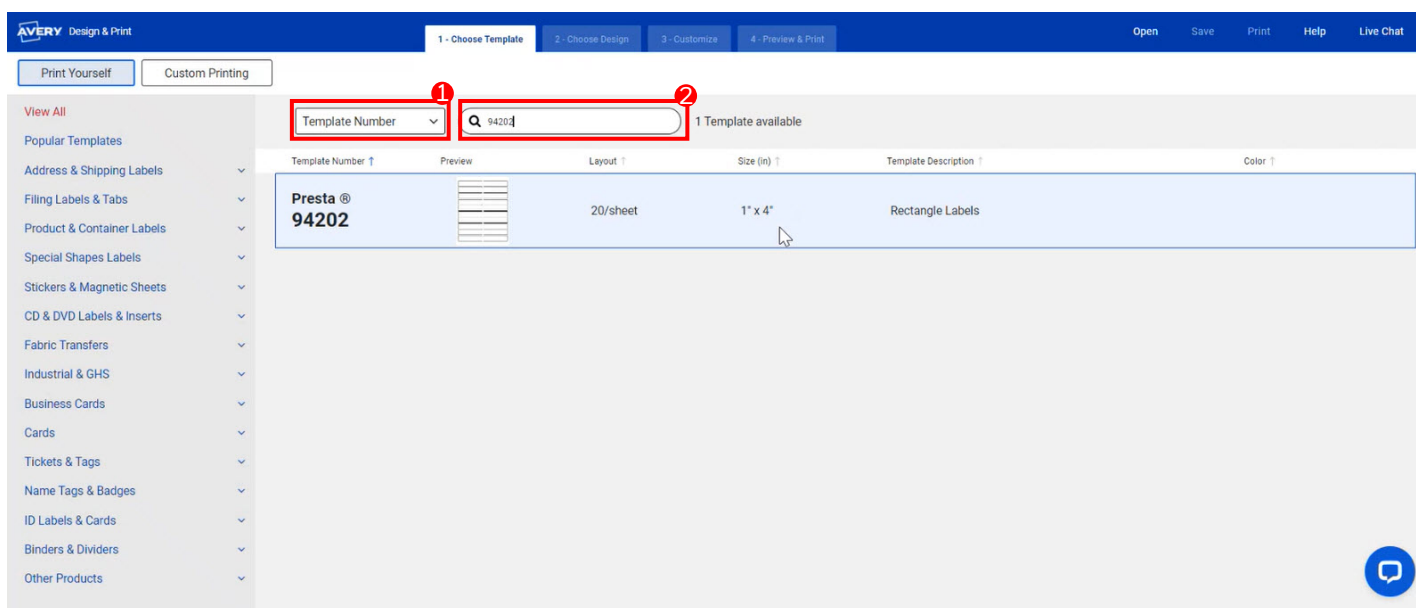 AVERY Design & Print
1 - Choose Template
2 - Choose Design
3 - Customize
4 - Preview & Print
Open
Save
Print
Help
Live Chat
Print Yourself
Custom Printing
View All
Popular Templates
Address & Shipping Labels
Filing Labels & Tabs
Product & Container Labels
Special Shapes Labels
Stickers & Magnetic Sheets
CD & DVD Labels & Inserts
Fabric Transfers
Industrial & GHS
Business Cards
Cards
Tickets & Tags
Name Tags & Badges
ID Labels & Cards
Binders & Dividers
Other Products
1
2
Template Number
94202
1 Template available
Template Number ↑
Preview
Layout ↑
Size (in) ↑
Template Description ↑
Color ↑
Presta ®
94202
20/sheet
1" x 4"
Rectangle Labels